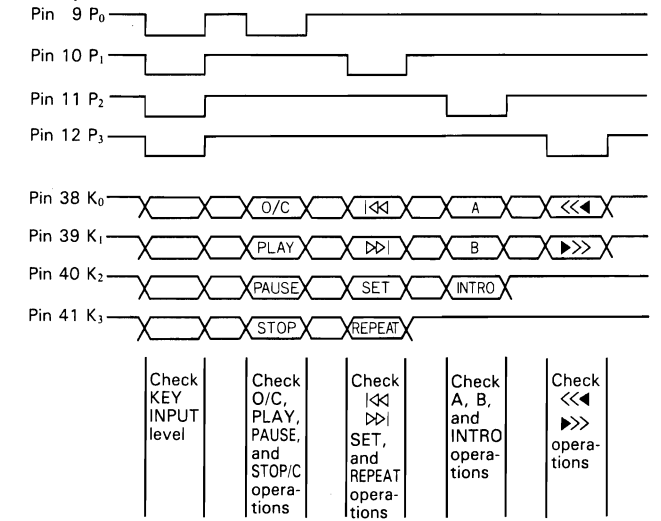 Pin 9 P₀
Pin 10 P₁
Pin 11 P₂
Pin 12 P₃
Pin 38 K₀ O/C |◁◁ A <<◀
Pin 39 K₁ PLAY ▷▷| B ▶>>
Pin 40 K₂ PAUSE SET INTRO
Pin 41 K₃ STOP REPEAT
Check
KEY
INPUT
level
Check
O/C,
PLAY,
PAUSE,
and
STOP/C
opera-
tions
Check
|◁◁
▷▷|
SET,
and
REPEAT
opera-
tions
Check
A, B,
and
INTRO
opera-
tions
Check
<<◀
▶>>
opera-
tions